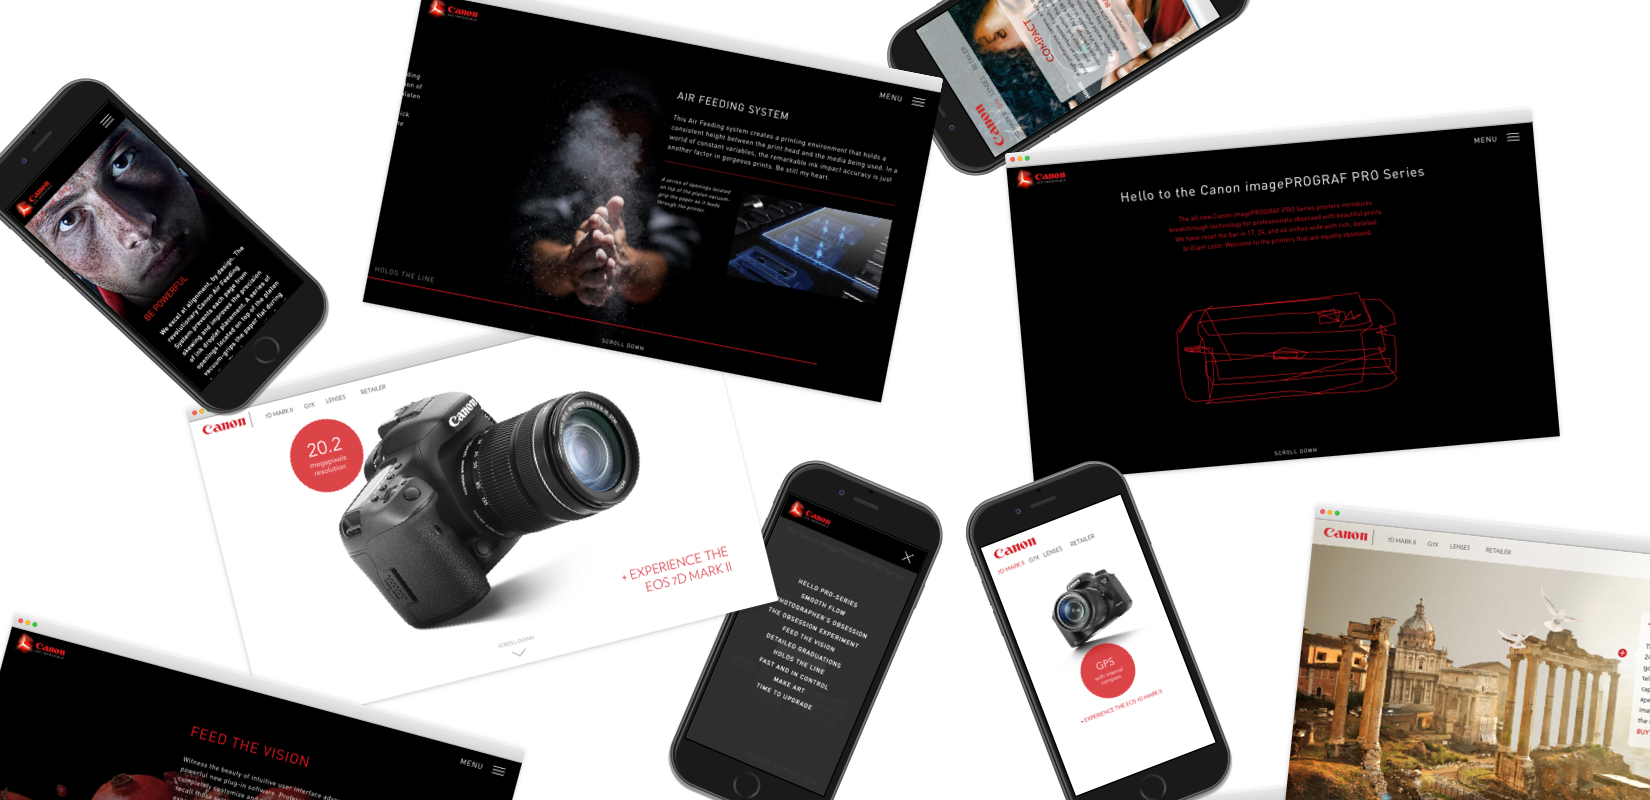 Canon
SEE IMPOSSIBLE
MENU
AIR FEEDING SYSTEM
This Air Feeding system creates a printing environment that holds a
consistent height between the print head and the media being used. In a
world of constant variables, the remarkable ink impact accuracy is just
another factor in gorgeous prints. Be still my heart.
A series of openings located
on top of the platen vacuum-
grip the paper as it feeds
through the printer.
HOLDS THE LINE
SCROLL DOWN
Canon
BE POWERFUL
We excel at alignment, by design. The
revolutionary Canon Air Feeding
System prevents each page from
skewing and improves the precision
of ink droplet placement. A series of
openings located on top of the platen
vacuum-grips the paper flat during
COMPACT
LENSES
RETAILER
Canon
Canon
MENU
Hello to the Canon imagePROGRAF PRO Series
The all new Canon imagePROGRAF PRO Series printers introduces
breakthrough technology for professionals obsessed with beautiful prints.
We have reset the bar in 17, 24, and 44 inches wide with rich, detailed,
brilliant color. Welcome to the printers that are equally obsessed.
SCROLL DOWN
Canon
7D MARK II
G7X
LENSES
RETAILER
20.2
megapixels
resolution
Canon
+ EXPERIENCE THE
EOS 7D MARK II
SCROLL DOWN
Canon
HELLO PRO-SERIES
SMOOTH FLOW
PHOTOGRAPHER'S OBSESSION
THE OBSESSION EXPERIMENT
FEED THE VISION
DETAILED GRADUATIONS
HOLDS THE LINE
FAST AND IN CONTROL
MAKE ART
TIME TO UPGRADE
Canon
7D MARK II
G7X
LENSES
RETAILER
GPS
with internal
compass
+ EXPERIENCE THE EOS 7D MARK II
Canon
7D MARK II
G7X
LENSES
RETAILER
BUY
Canon
MENU
FEED THE VISION
Witness the beauty of intuitive user interface
powerful new plug-in software.
completely customize and
recall those